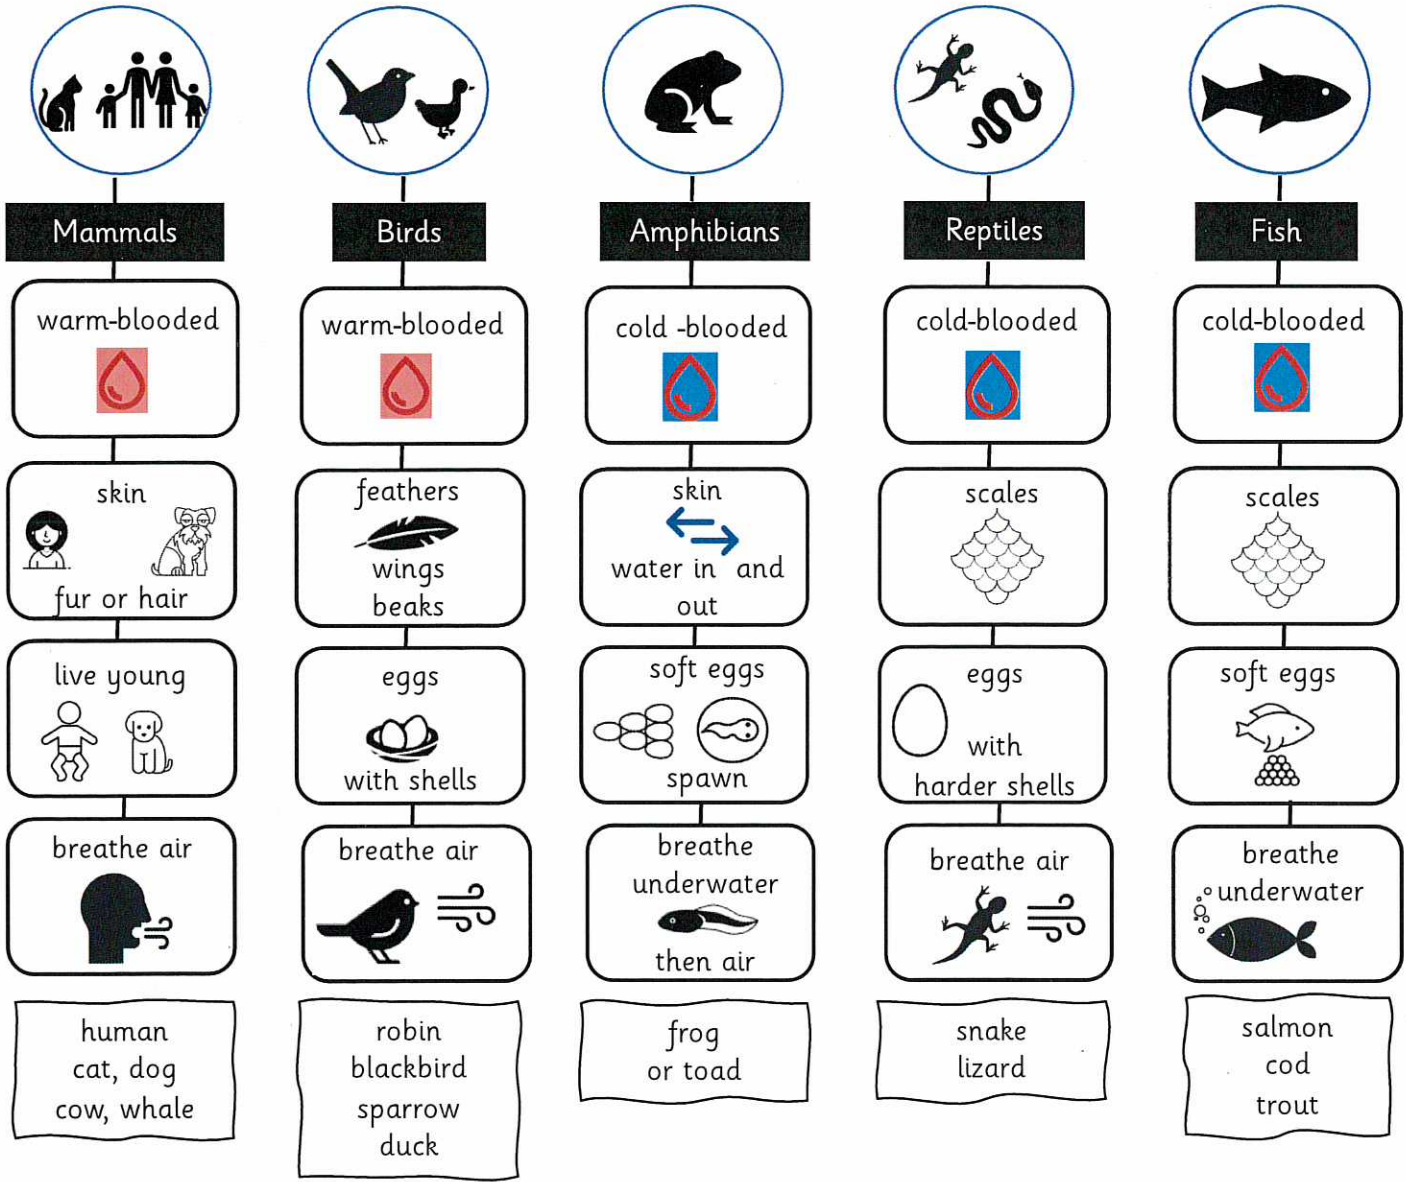 Mammals
warm-blooded
skin
fur or hair
live young
breathe air
human
cat, dog
cow, whale
Birds
warm-blooded
feathers
wings
beaks
eggs
with shells
breathe air
robin
blackbird
sparrow
duck
Amphibians
cold -blooded
skin
water in and
out
soft eggs
spawn
breathe
underwater
then air
frog
or toad
Reptiles
cold-blooded
scales
eggs
with
harder shells
breathe air
snake
lizard
Fish
cold-blooded
scales
soft eggs
breathe
underwater
salmon
cod
trout